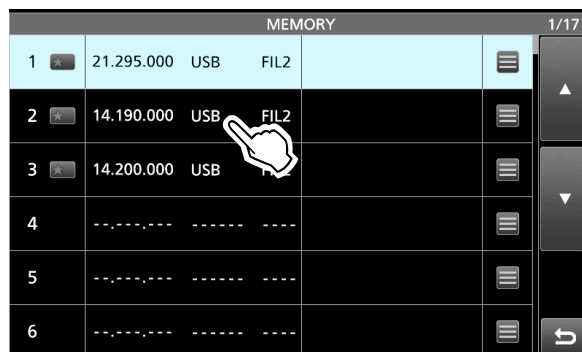 MEMORY 1/17
1 21.295.000 USB FIL2
2 14.190.000 USB FIL2
3 14.200.000 USB
4 --.---.--- ------ ----
5 --.---.--- ------ ----
6 --.---.--- ------ ----